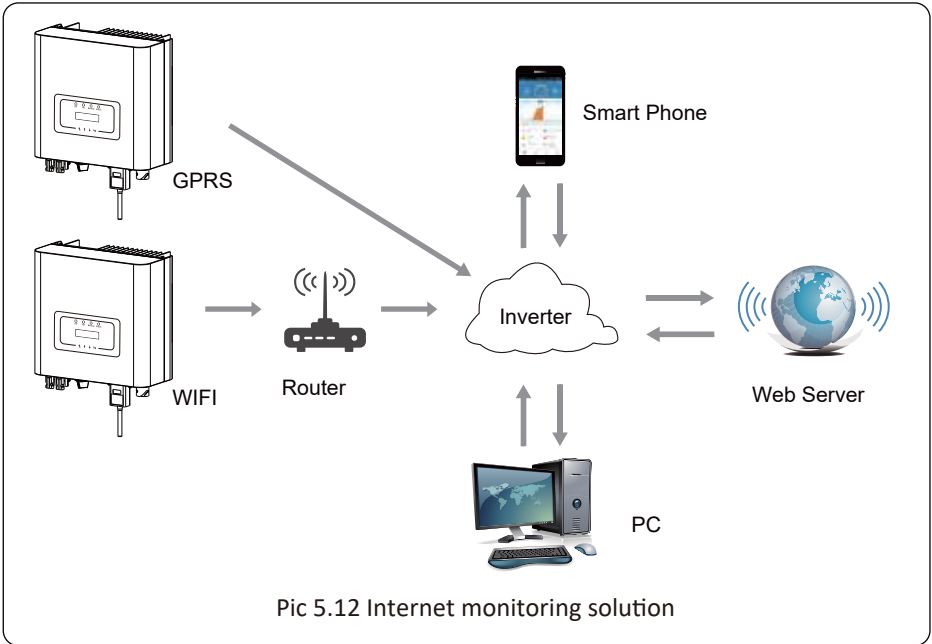 Smart Phone
GPRS
Inverter
WIFI
Router
Web Server
PC
Pic 5.12 Internet monitoring solution